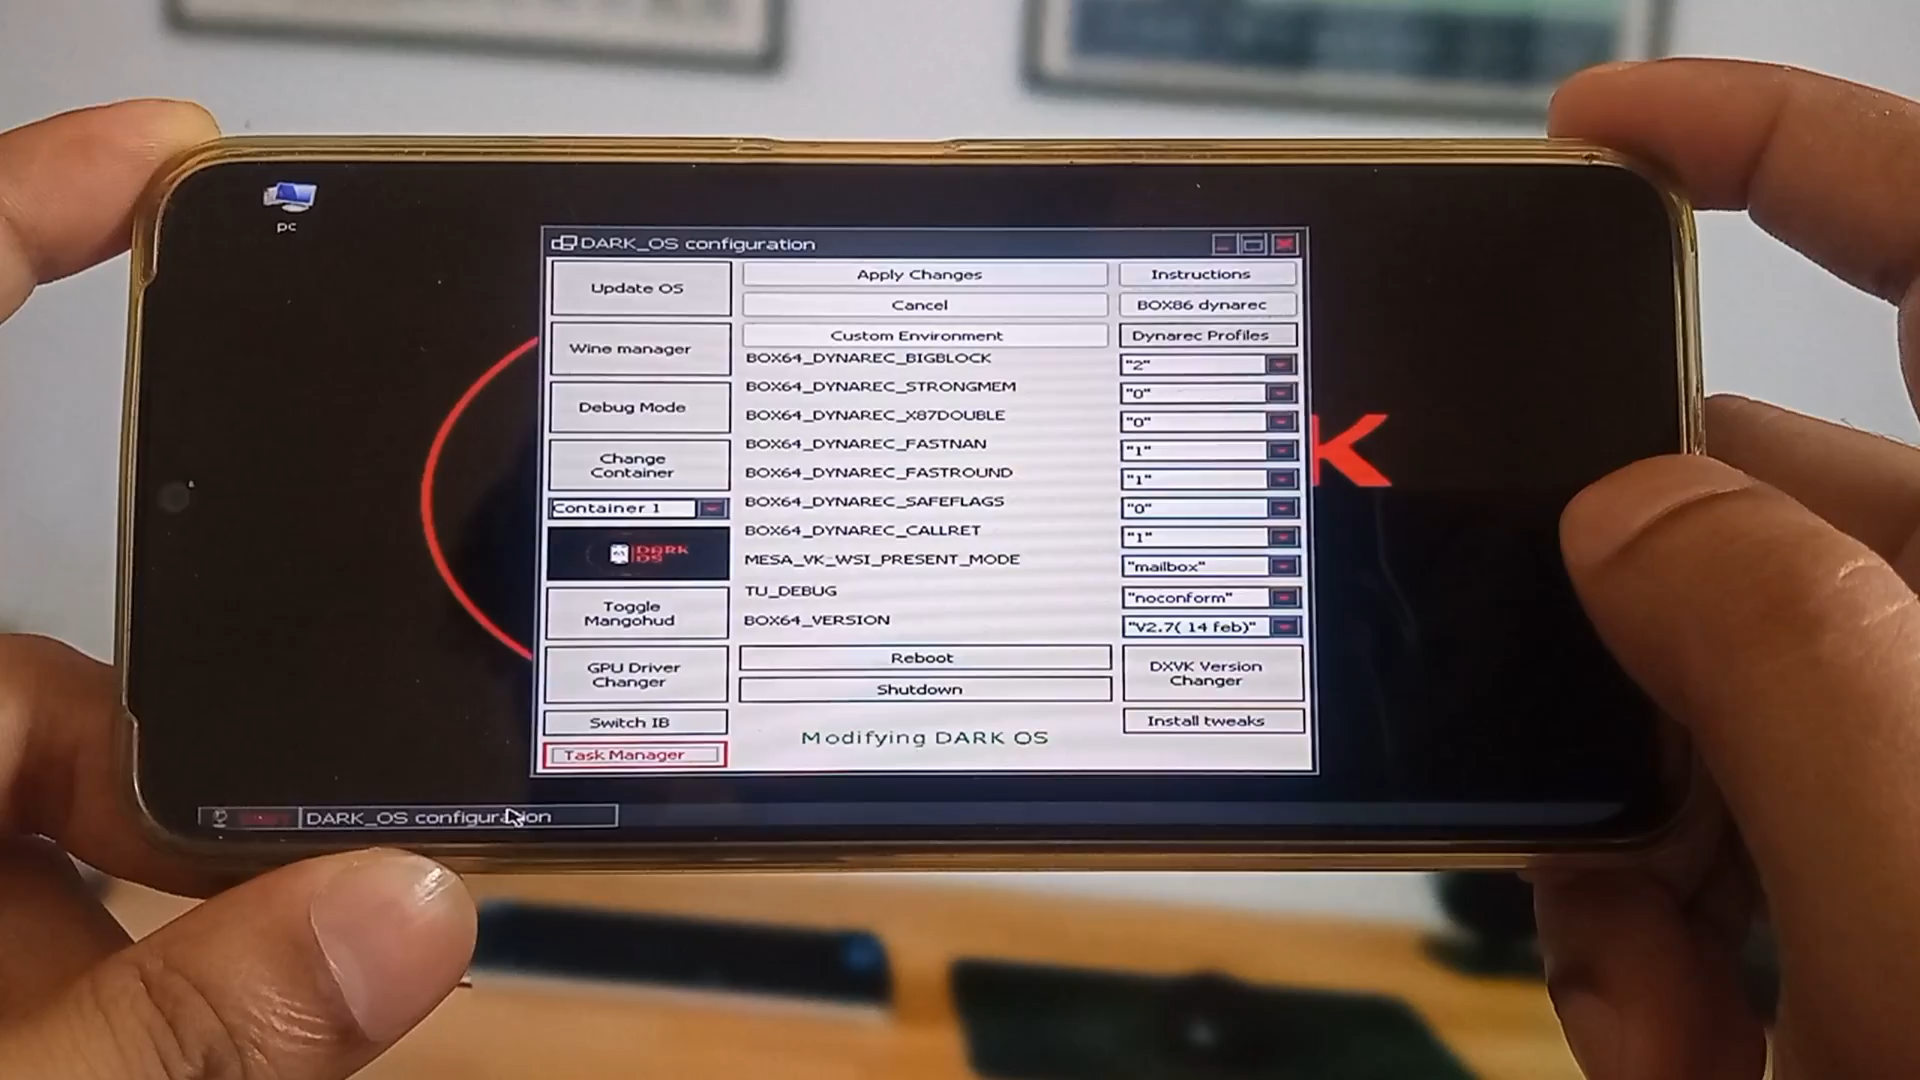 pc
DARK_OS configuration
Update OS
Wine manager
Debug Mode
Change
Container
Container 1
DARK
OS
Toggle
Mangohud
GPU Driver
Changer
Switch IB
Task Manager
Apply Changes
Cancel
Custom Environment
Instructions
BOX86 dynarec
Dynarec Profiles
BOX64_DYNAREC_BIGBLOCK "2"
BOX64_DYNAREC_STRONGMEM "0"
BOX64_DYNAREC_X87DOUBLE "0"
BOX64_DYNAREC_FASTNAN "1"
BOX64_DYNAREC_FASTROUND "1"
BOX64_DYNAREC_SAFEFLAGS "0"
BOX64_DYNAREC_CALLRET "1"
MESA_VK_WSI_PRESENT_MODE "mailbox"
TU_DEBUG "noconform"
BOX64_VERSION "V2.7( 14 feb)"
Reboot
Shutdown
DXVK Version
Changer
Install tweaks
Modifying DARK OS
K
DARK_OS configuration